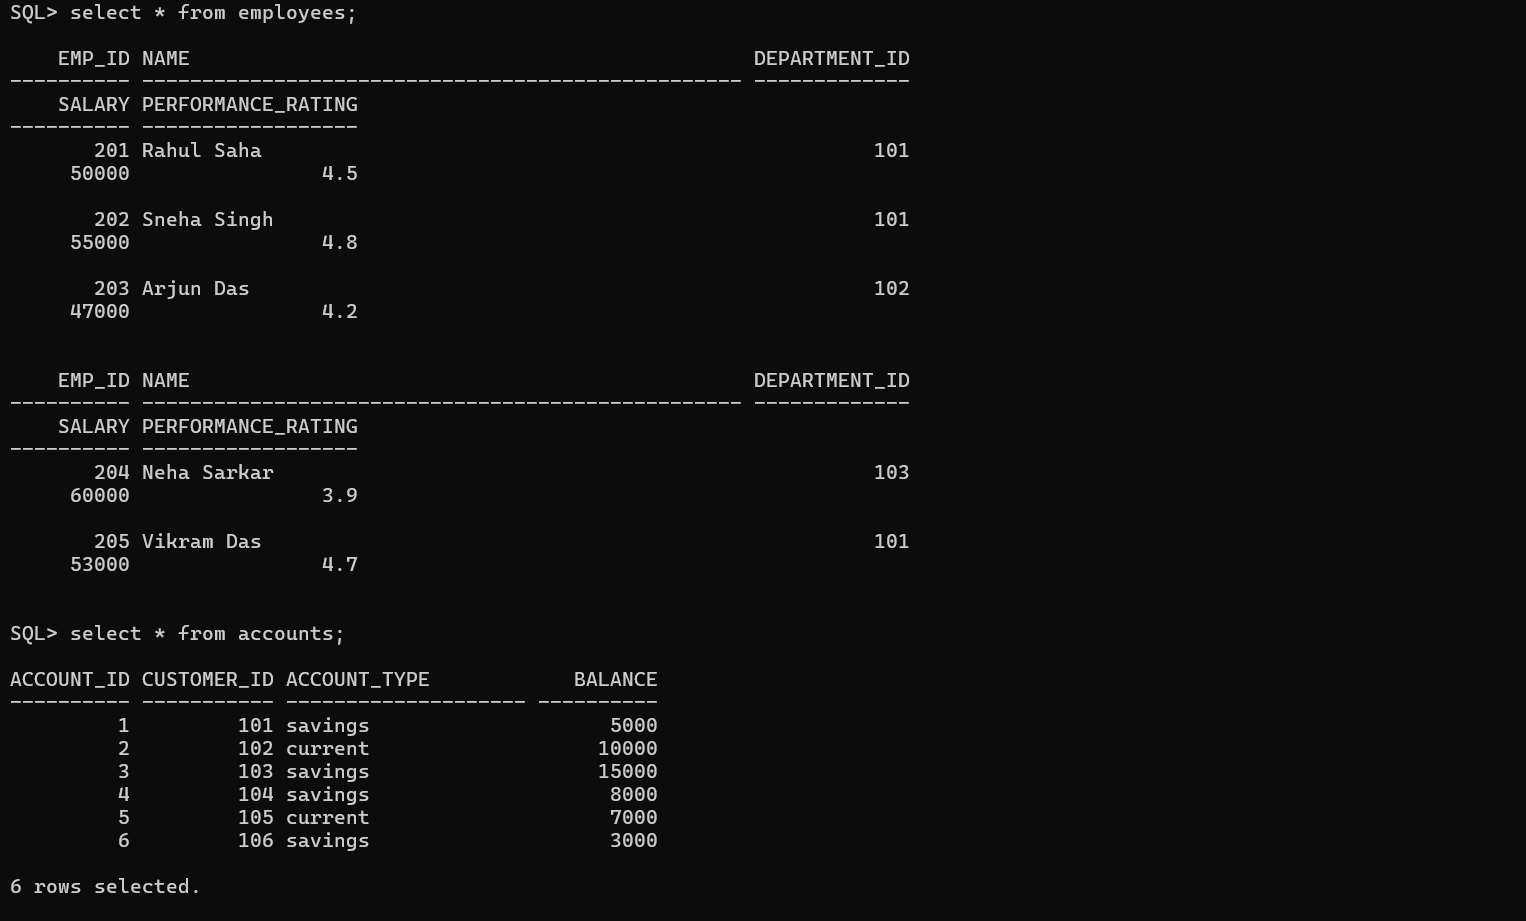 SQL> select * from employees;
    EMP_ID NAME                                               DEPARTMENT_ID
---------- -------------------------------------------------- -------------
    SALARY PERFORMANCE_RATING
---------- ------------------
       201 Rahul Saha                                                   101
     50000                4.5
       202 Sneha Singh                                                  101
     55000                4.8
       203 Arjun Das                                                    102
     47000                4.2
    EMP_ID NAME                                               DEPARTMENT_ID
---------- -------------------------------------------------- -------------
    SALARY PERFORMANCE_RATING
---------- ------------------
       204 Neha Sarkar                                                  103
     60000                3.9
       205 Vikram Das                                                   101
     53000                4.7
SQL> select * from accounts;
ACCOUNT_ID CUSTOMER_ID ACCOUNT_TYPE            BALANCE
---------- ----------- -------------------- ----------
         1         101 savings                    5000
         2         102 current                   10000
         3         103 savings                   15000
         4         104 savings                    8000
         5         105 current                    7000
         6         106 savings                    3000
6 rows selected.